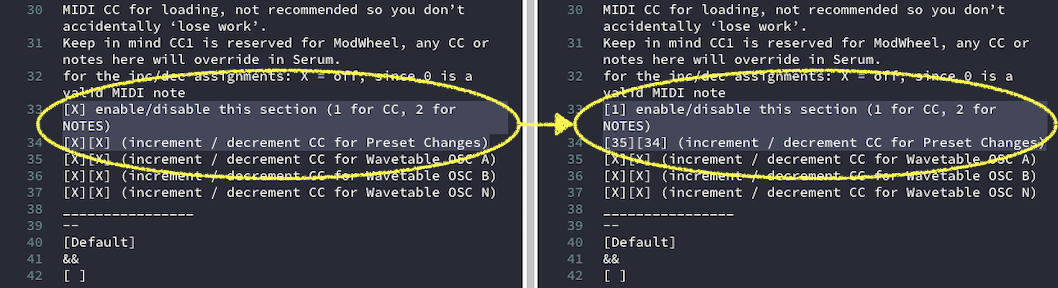 30 MIDI CC for loading, not recommended so you don’t
accidentally ‘lose work’.
31 Keep in mind CC1 is reserved for ModWheel, any CC or
notes here will override in Serum.
32 for the inc/dec assignments: X = off, since 0 is a
valid MIDI note
33 [X] enable/disable this section (1 for CC, 2 for
NOTES)
34 [X][X] (increment / decrement CC for Preset Changes)
35 [X][X] (increment / decrement CC for Wavetable OSC A)
36 [X][X] (increment / decrement CC for Wavetable OSC B)
37 [X][X] (increment / decrement CC for Wavetable OSC N)
38 ________________
39 --
40 [Default]
41 &&
42 [ ]
30 MIDI CC for loading, not recommended so you don’t
accidentally ‘lose work’.
31 Keep in mind CC1 is reserved for ModWheel, any CC or
notes here will override in Serum.
32 for the inc/dec assignments: X = off, since 0 is a
valid MIDI note
33 [1] enable/disable this section (1 for CC, 2 for
NOTES)
34 [35][34] (increment / decrement CC for Preset Changes)
35 [X][X] (increment / decrement CC for Wavetable OSC A)
36 [X][X] (increment / decrement CC for Wavetable OSC B)
37 [X][X] (increment / decrement CC for Wavetable OSC N)
38 ________________
39 --
40 [Default]
41 &&
42 [ ]